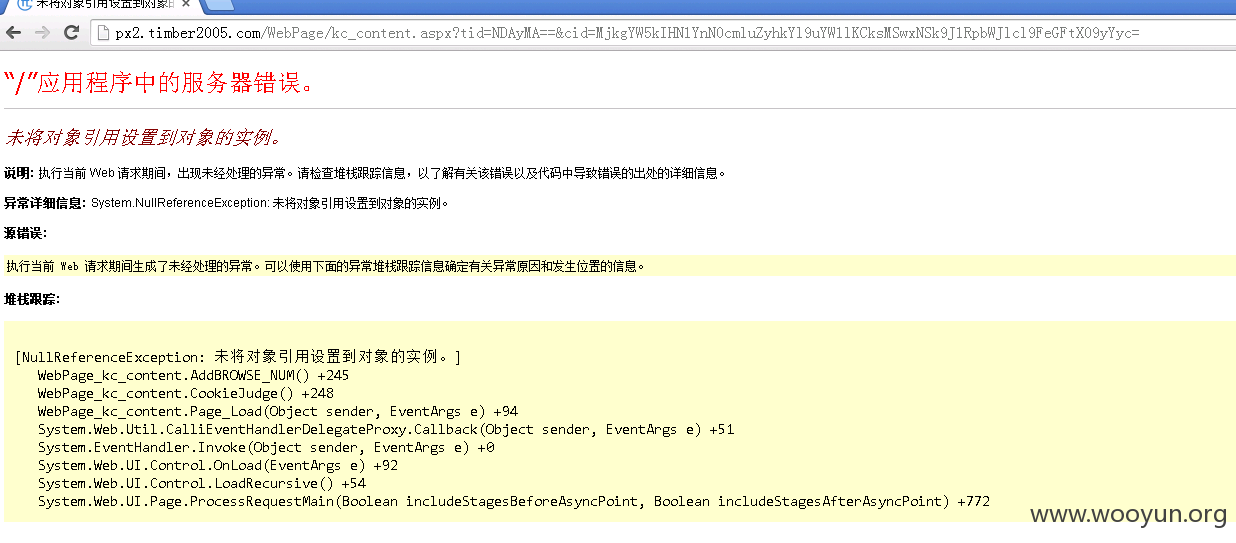 未将对象引用设置到对象的
px2.timber2005.com/WebPage/kc_content.aspx?tid=NDAyMA==&cid=MjkgYW5kIHN1YnN0cmluZyhkYl9uYW1lKCksMSwxNSk9J1RpbWJlcl9FeGFtX09yYyc=
“/”应用程序中的服务器错误。
未将对象引用设置到对象的实例。
说明: 执行当前 Web 请求期间，出现未经处理的异常。请检查堆栈跟踪信息，以了解有关该错误以及代码中导致错误的出处的详细信息。
异常详细信息: System.NullReferenceException: 未将对象引用设置到对象的实例。
源错误:
执行当前 Web 请求期间生成了未经处理的异常。可以使用下面的异常堆栈跟踪信息确定有关异常原因和发生位置的信息。
堆栈跟踪:
[NullReferenceException: 未将对象引用设置到对象的实例。]
WebPage_kc_content.AddBROWSE_NUM() +245
WebPage_kc_content.CookieJudge() +248
WebPage_kc_content.Page_Load(Object sender, EventArgs e) +94
System.Web.Util.CalliEventHandlerDelegateProxy.Callback(Object sender, EventArgs e) +51
System.EventHandler.Invoke(Object sender, EventArgs e) +0
System.Web.UI.Control.OnLoad(EventArgs e) +92
System.Web.UI.Control.LoadRecursive() +54
System.Web.UI.Page.ProcessRequestMain(Boolean includeStagesBeforeAsyncPoint, Boolean includeStagesAfterAsyncPoint) +772
www.wooyun.org